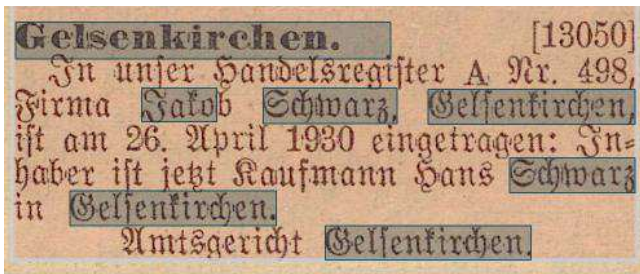 Gelsenkirchen. [13050]
In unser Handelsregister A Nr. 498,
Firma Jakob Schwarz, Gelsenkirchen,
ist am 26. April 1930 eingetragen: In=
haber ist jetzt Kaufmann Hans Schwarz
in Gelsenkirchen.
Amtsgericht Gelsenkirchen.